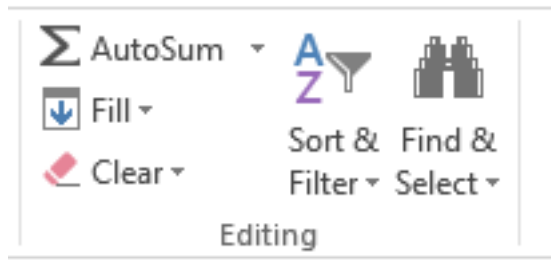 AutoSum
Fill
Clear
Sort &
Filter
Find &
Select
Editing